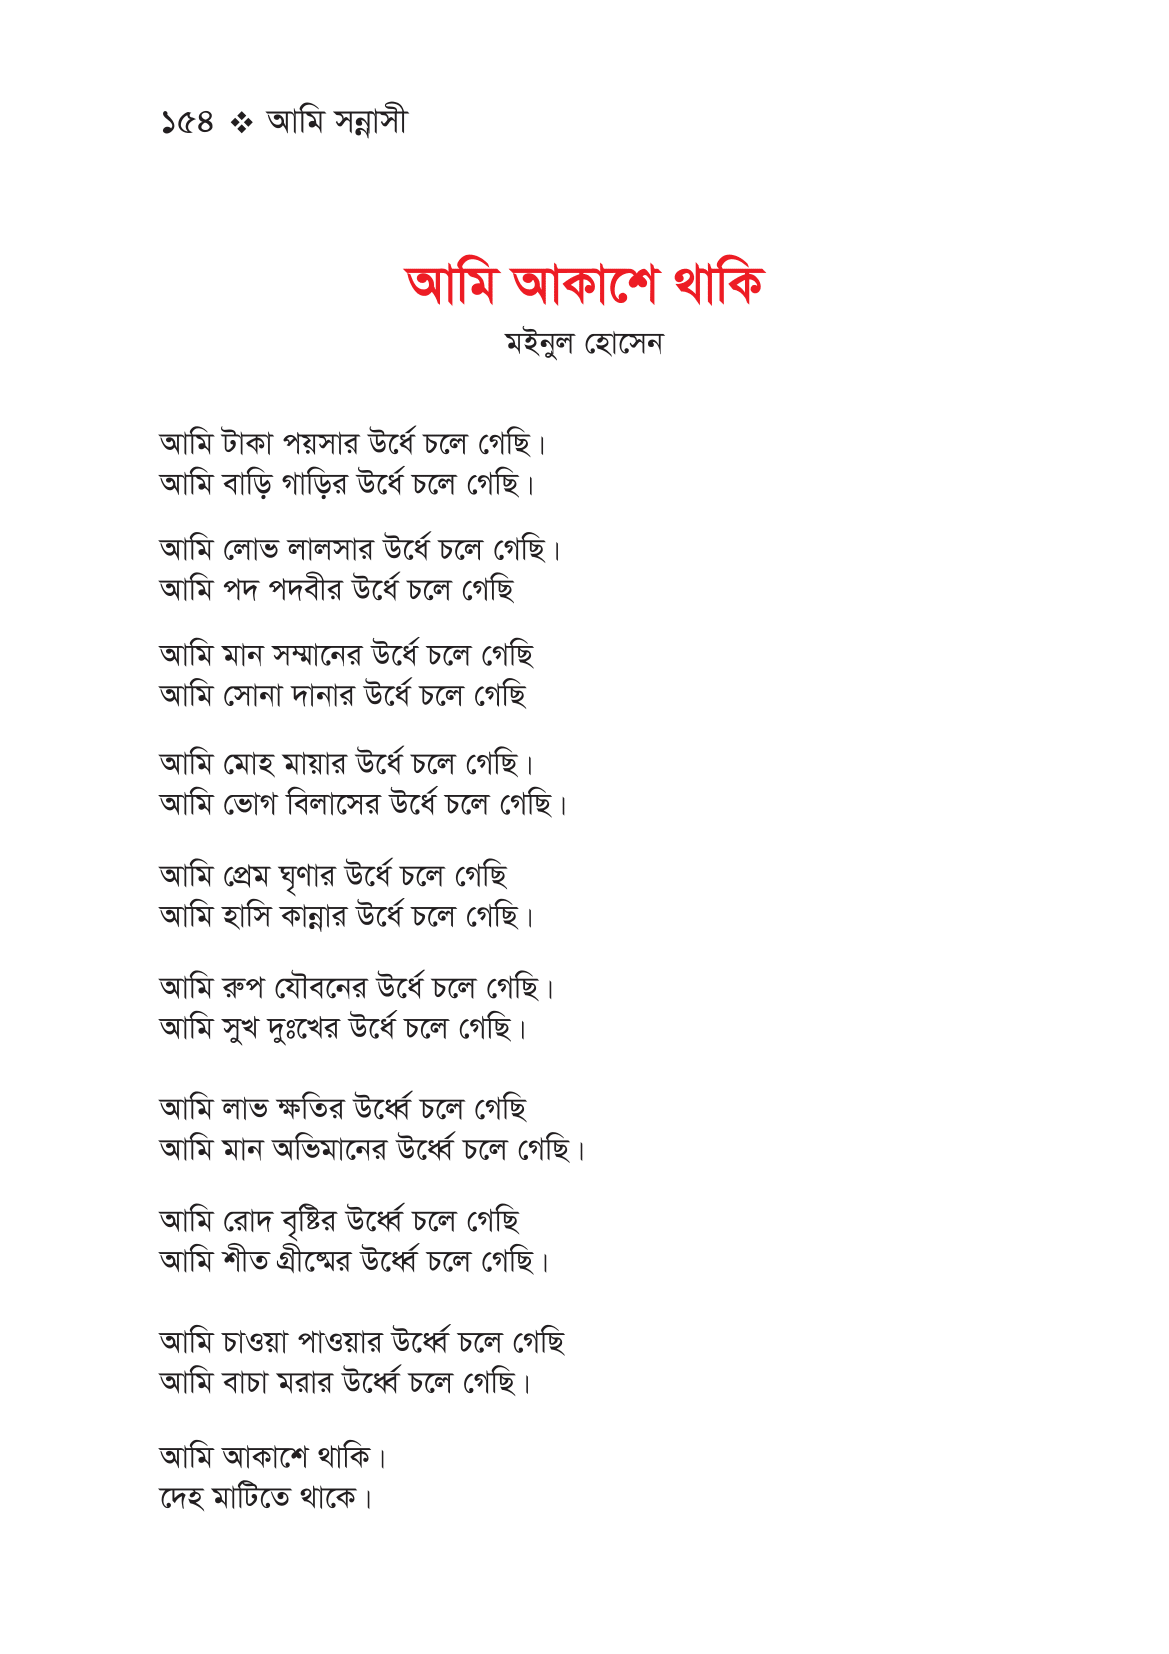 ১৫৪ ❖ আমি সন্নাসী
আমি আকাশে থাকি
মইনুল হোসেন
আমি টাকা পয়সার উর্ধে চলে গেছি।
আমি বাড়ি গাড়ির উর্ধে চলে গেছি।
আমি লোভ লালসার উর্ধে চলে গেছি।
আমি পদ পদবীর উর্ধে চলে গেছি
আমি মান সম্মানের উর্ধে চলে গেছি
আমি সোনা দানার উর্ধে চলে গেছি
আমি মোহ মায়ার উর্ধে চলে গেছি।
আমি ভোগ বিলাসের উর্ধে চলে গেছি।
আমি প্রেম ঘৃণার উর্ধে চলে গেছি
আমি হাসি কান্নার উর্ধে চলে গেছি।
আমি রুপ যৌবনের উর্ধে চলে গেছি।
আমি সুখ দুঃখের উর্ধে চলে গেছি।
আমি লাভ ক্ষতির উর্ধ্বে চলে গেছি
আমি মান অভিমানের উর্ধ্বে চলে গেছি।
আমি রোদ বৃষ্টির উর্ধ্বে চলে গেছি
আমি শীত গ্রীষ্মের উর্ধ্বে চলে গেছি।
আমি চাওয়া পাওয়ার উর্ধ্বে চলে গেছি
আমি বাচা মরার উর্ধ্বে চলে গেছি।
আমি আকাশে থাকি।
দেহ মাটিতে থাকে।